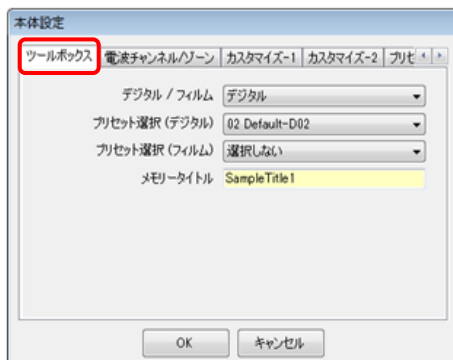 本体設定
ツールボックス 電波チャンネル/ゾーン カスタマイズ-1 カスタマイズ-2 プリセ
デジタル / フィルム デジタル
プリセット選択(デジタル) 02 Default-D02
プリセット選択(フィルム) 選択しない
メモリータイトル SampleTitle1
OK キャンセル